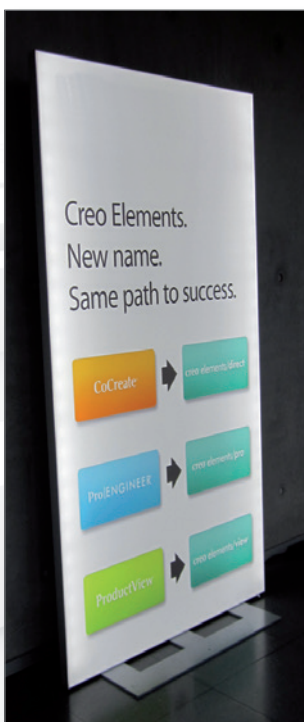 Creo Elements.
New name.
Same path to success.
CoCreate creo elements/direct
Pro|ENGINEER creo elements/pro
ProductView creo elements/view